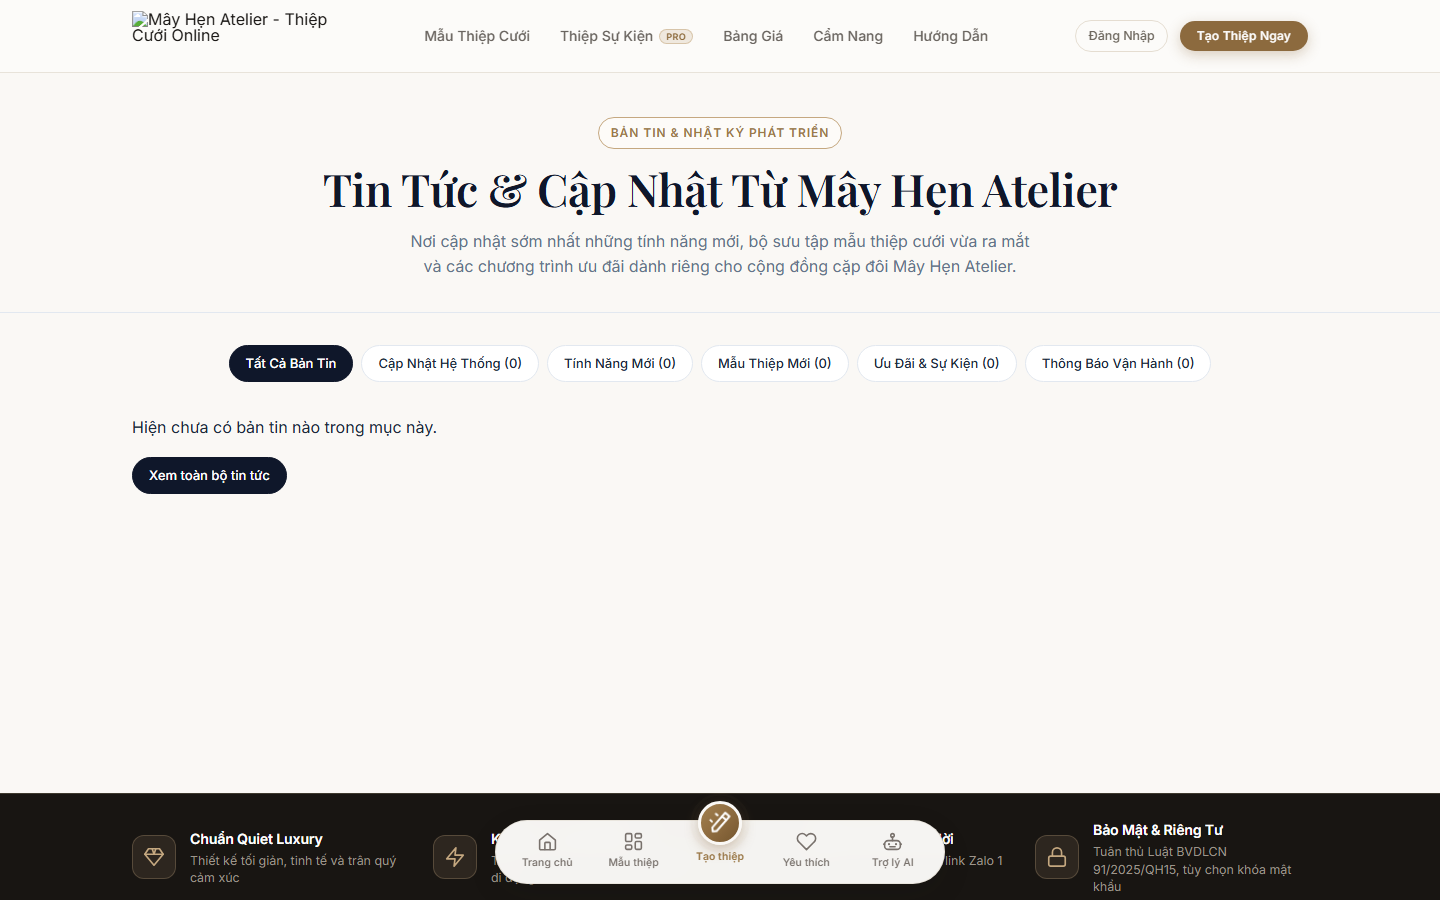 Mây Hẹn Atelier - Thiệp
Cưới Online
Mẫu Thiệp Cưới
Thiệp Sự Kiện PRO
Bảng Giá
Cẩm Nang
Hướng Dẫn
Đăng Nhập
Tạo Thiệp Ngay
BẢN TIN & NHẬT KÝ PHÁT TRIỂN
Tin Tức & Cập Nhật Từ Mây Hẹn Atelier
Nơi cập nhật sớm nhất những tính năng mới, bộ sưu tập mẫu thiệp cưới vừa ra mắt
và các chương trình ưu đãi dành riêng cho cộng đồng cặp đôi Mây Hẹn Atelier.
Tất Cả Bản Tin
Cập Nhật Hệ Thống (0)
Tính Năng Mới (0)
Mẫu Thiệp Mới (0)
Ưu Đãi & Sự Kiện (0)
Thông Báo Vận Hành (0)
Hiện chưa có bản tin nào trong mục này.
Xem toàn bộ tin tức
Chuẩn Quiet Luxury
Thiết kế tối giản, tinh tế và trân quý
cảm xúc
di
link Zalo 1
Bảo Mật & Riêng Tư
Tuân thủ Luật BVDLCN
91/2025/QH15, tùy chọn khóa mật
khẩu
Trang chủ
Mẫu thiệp
Tạo thiệp
Yêu thích
Trợ lý AI